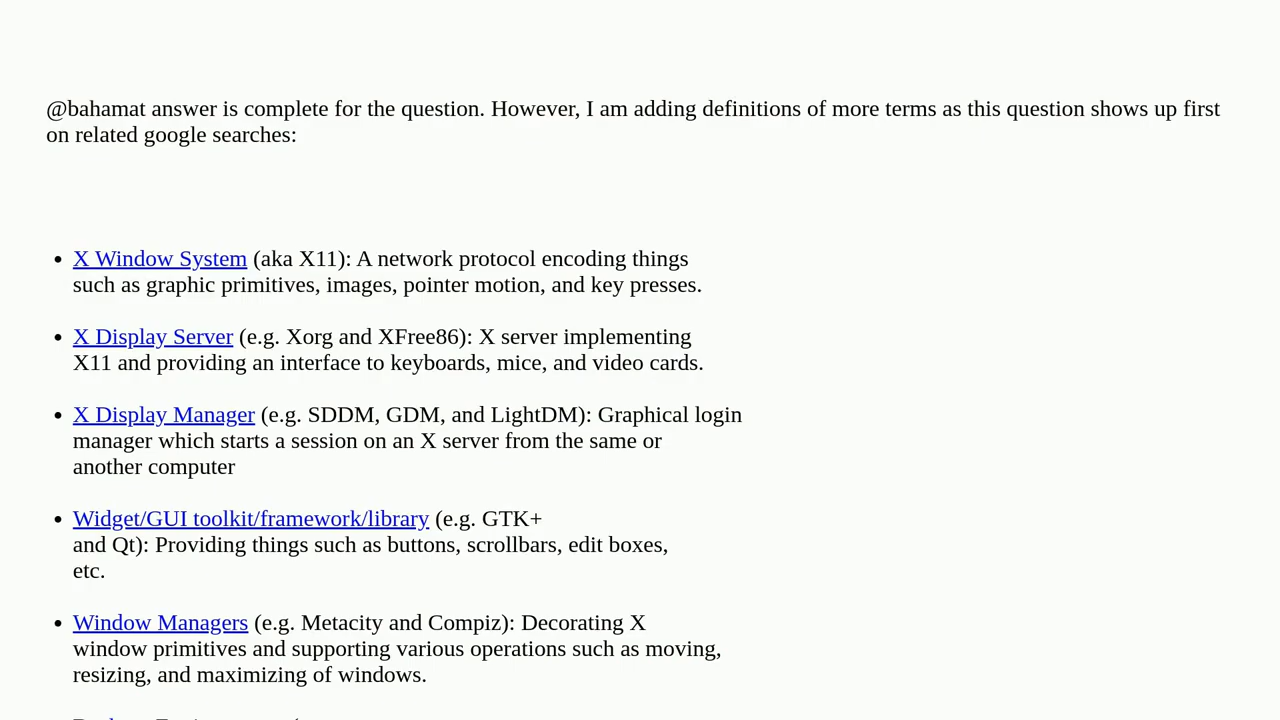 @bahamat answer is complete for the question. However, I am adding definitions of more terms as this question shows up first
on related google searches:
• X Window System (aka X11): A network protocol encoding things
such as graphic primitives, images, pointer motion, and key presses.
• X Display Server (e.g. Xorg and XFree86): X server implementing
X11 and providing an interface to keyboards, mice, and video cards.
• X Display Manager (e.g. SDDM, GDM, and LightDM): Graphical login
manager which starts a session on an X server from the same or
another computer
• Widget/GUI toolkit/framework/library (e.g. GTK+
and Qt): Providing things such as buttons, scrollbars, edit boxes,
etc.
• Window Managers (e.g. Metacity and Compiz): Decorating X
window primitives and supporting various operations such as moving,
resizing, and maximizing of windows.